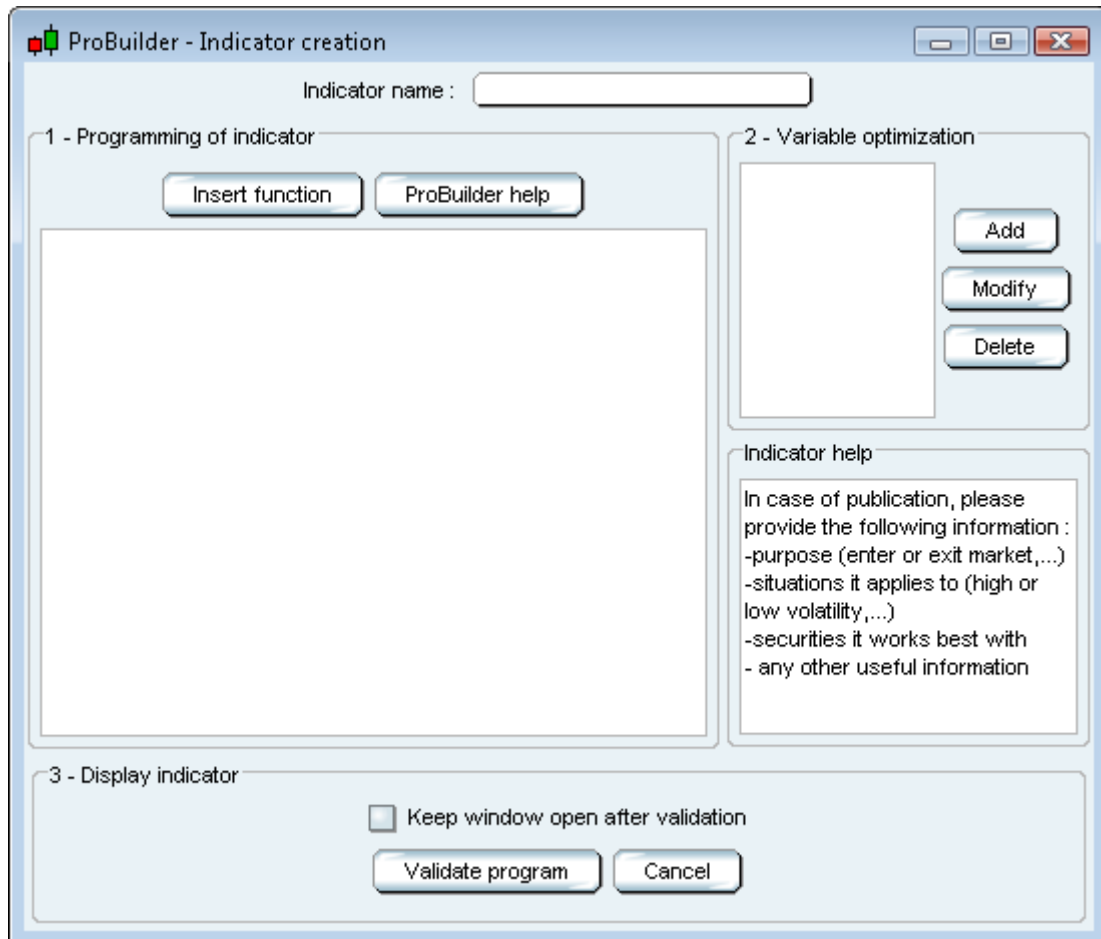 ProBuilder - Indicator creation
Indicator name :
1 - Programming of indicator
Insert function
ProBuilder help
2 - Variable optimization
Add
Modify
Delete
Indicator help
In case of publication, please
provide the following information :
-purpose (enter or exit market,...)
-situations it applies to (high or
low volatility,...)
-securities it works best with
- any other useful information
3 - Display indicator
Keep window open after validation
Validate program
Cancel